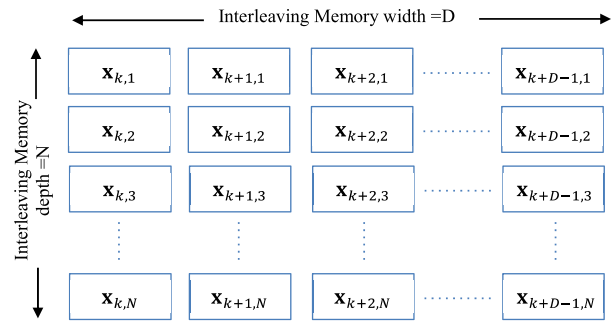 Interleaving Memory width =D
Interleaving Memory
depth =N
x_{k,1} x_{k+1,1} x_{k+2,1} x_{k+D−1,1}
x_{k,2} x_{k+1,2} x_{k+2,2} x_{k+D−1,2}
x_{k,3} x_{k+1,3} x_{k+2,3} x_{k+D−1,3}
x_{k,N} x_{k+1,N} x_{k+2,N} x_{k+D−1,N}